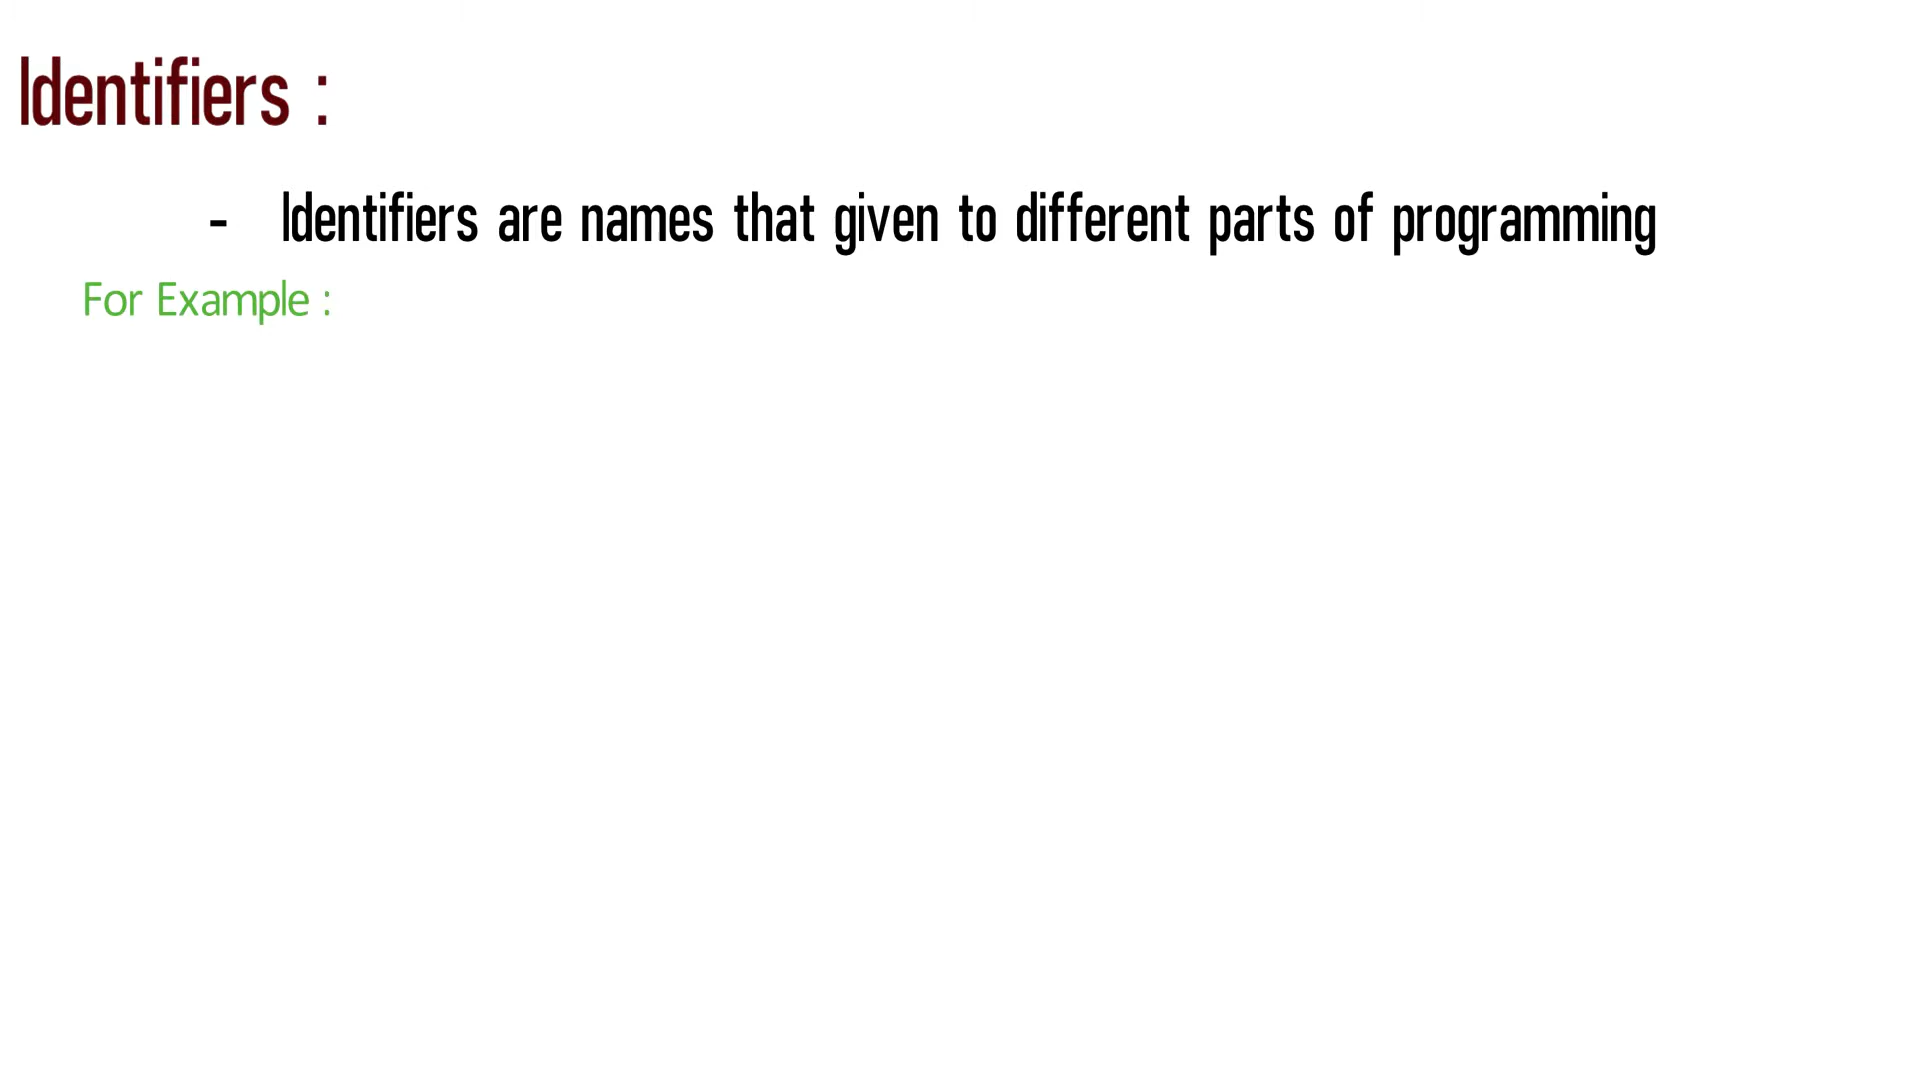 Identifiers :
- Identifiers are names that given to different parts of programming
For Example :